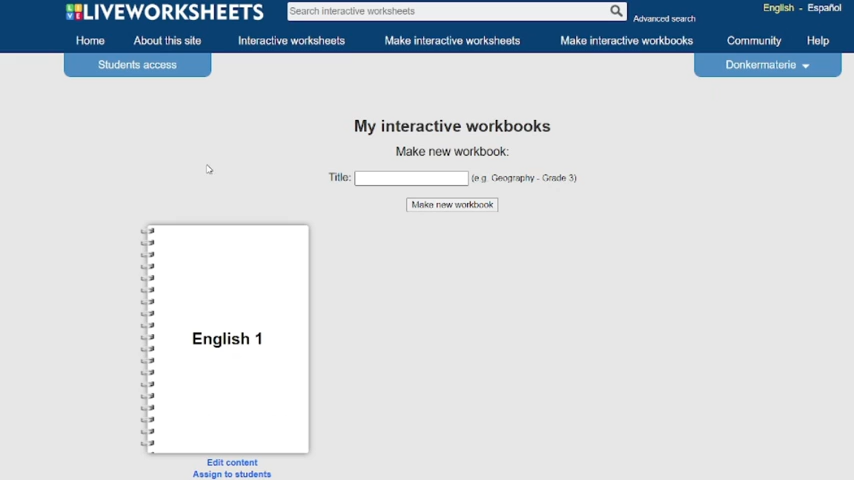 LIVEWORKSHEETS
Search interactive worksheets
Advanced search
English - Español
Home About this site Interactive worksheets Make interactive worksheets Make interactive workbooks Community Help
Students access
Donkermaterie
My interactive workbooks
Make new workbook:
Title: (e.g. Geography - Grade 3)
Make new workbook
English 1
Edit content
Assign to students